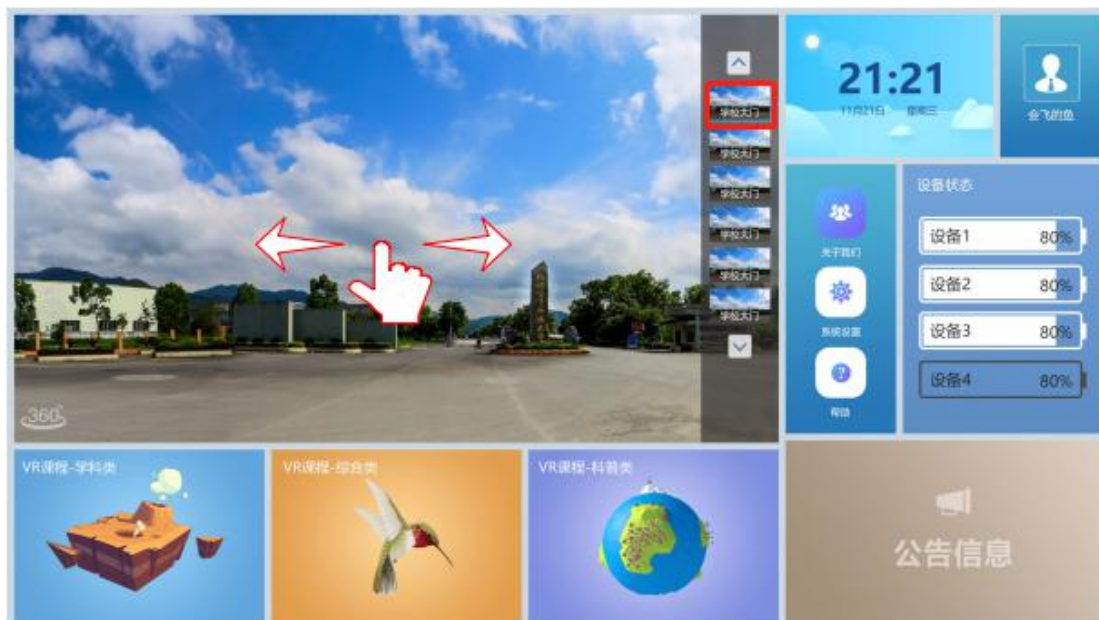 学校大门
学校大门
学校大门
学校大门
学校大门
学校大门
360°
21:21
11月21日 星期三
会飞的鱼
关于我们
系统设置
帮助
设备状态
设备1 80%
设备2 80%
设备3 80%
设备4 80%
VR课程-学科类
VR课程-综合类
VR课程-科普类
公告信息